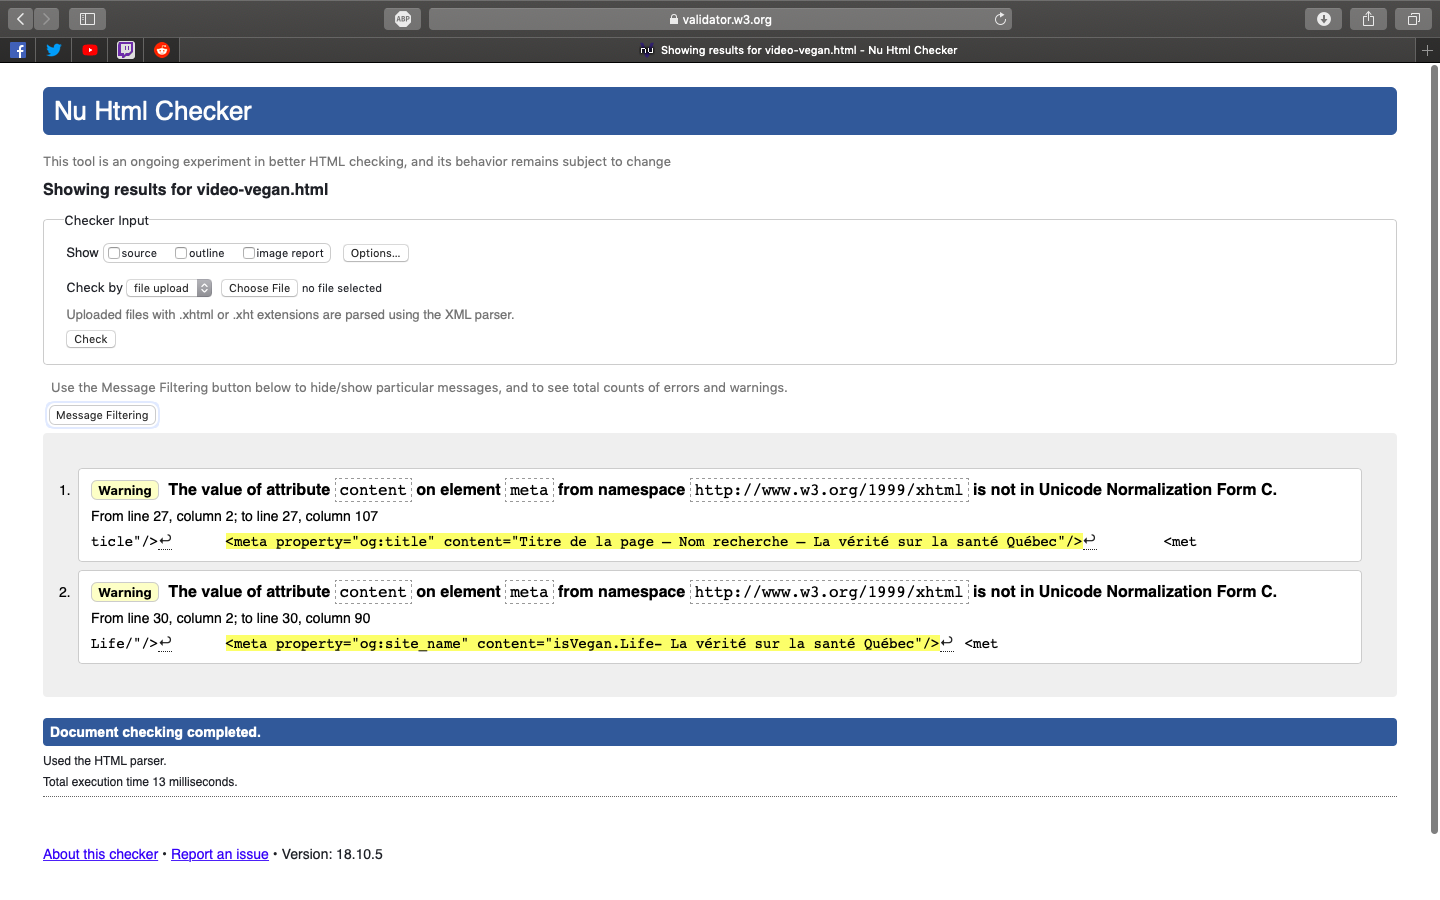 ABP
validator.w3.org
nu Showing results for video-vegan.html - Nu Html Checker
Nu Html Checker
This tool is an ongoing experiment in better HTML checking, and its behavior remains subject to change
Showing results for video-vegan.html
Checker Input
Show source outline image report Options...
Check by file upload Choose File no file selected
Uploaded files with .xhtml or .xht extensions are parsed using the XML parser.
Check
Use the Message Filtering button below to hide/show particular messages, and to see total counts of errors and warnings.
Message Filtering
1. Warning The value of attribute content on element meta from namespace http://www.w3.org/1999/xhtml is not in Unicode Normalization Form C.
From line 27, column 2; to line 27, column 107
ticle"/>↩ <meta property="og:title" content="Titre de la page – Nom recherche – La vérité sur la santé Québec"/>↩ <met
2. Warning The value of attribute content on element meta from namespace http://www.w3.org/1999/xhtml is not in Unicode Normalization Form C.
From line 30, column 2; to line 30, column 90
Life/"/>↩ <meta property="og:site_name" content="isVegan.Life- La vérité sur la santé Québec"/>↩ <met
Document checking completed.
Used the HTML parser.
Total execution time 13 milliseconds.
About this checker • Report an issue • Version: 18.10.5